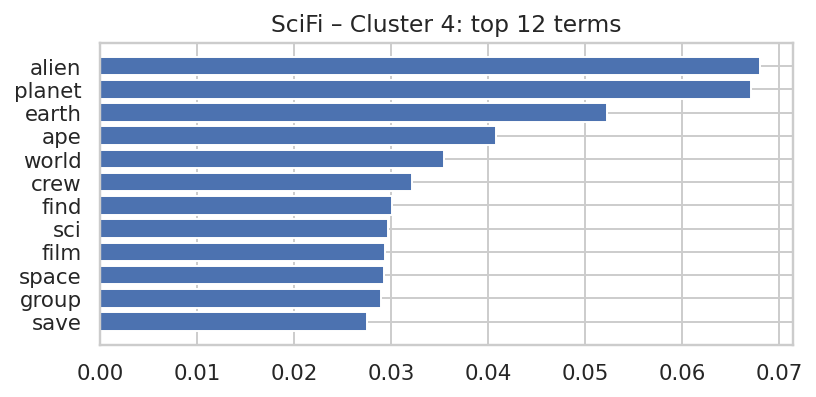 SciFi – Cluster 4: top 12 terms
alien
planet
earth
ape
world
crew
find
sci
film
space
group
save
0.00 0.01 0.02 0.03 0.04 0.05 0.06 0.07